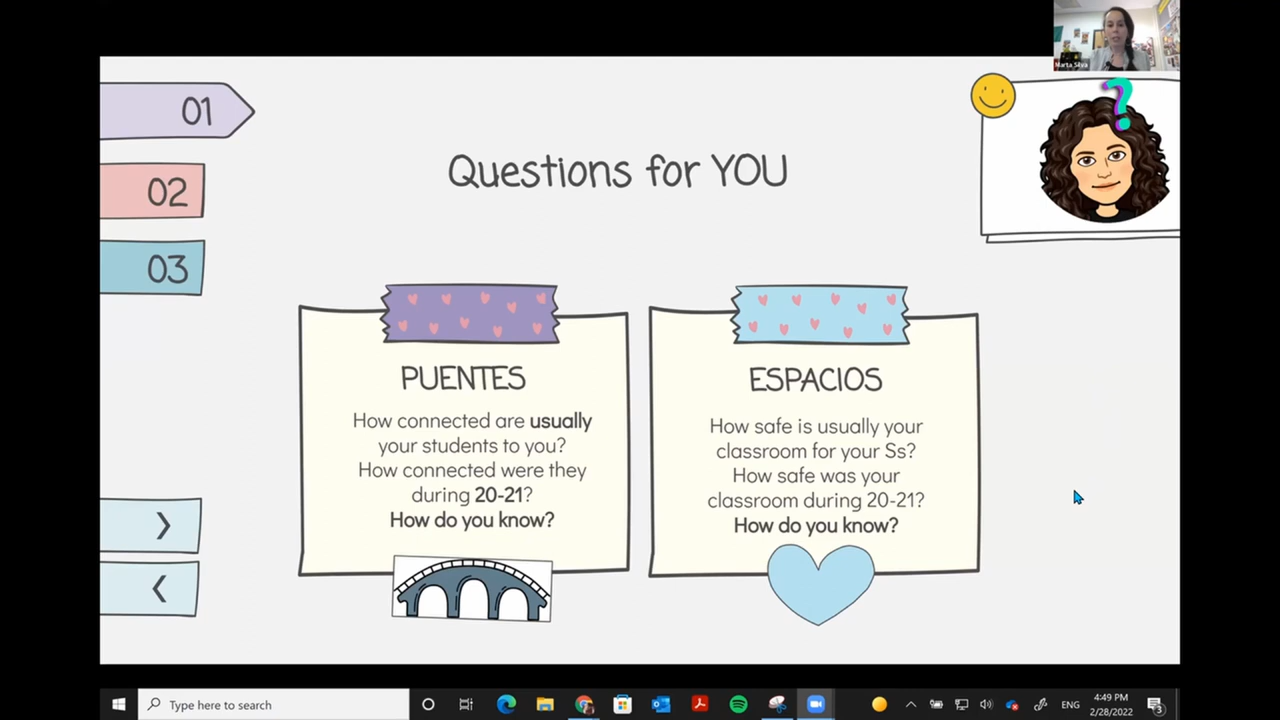 Marta Silva
01
02
03
?
Questions for YOU
PUENTES
How connected are usually
your students to you?
How connected were they
during 20-21?
How do you know?
ESPACIOS
How safe is usually your
classroom for your Ss?
How safe was your
classroom during 20-21?
How do you know?
Type here to search
ENG
4:49 PM
2/28/2022
3